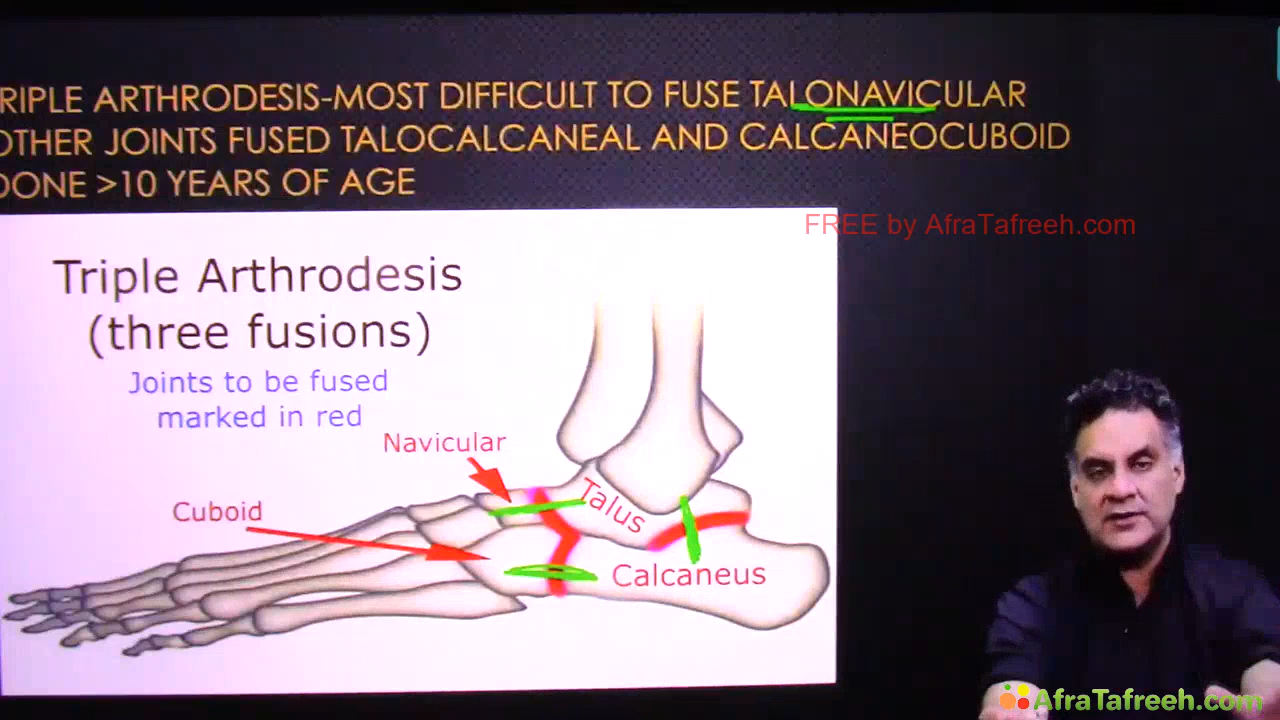 RIPLE ARTHRODESIS-MOST DIFFICULT TO FUSE TALONAVICULAR
OTHER JOINTS FUSED TALOCALCANEAL AND CALCANEOCUBOID
DONE >10 YEARS OF AGE
FREE by AfraTafreeh.com
Triple Arthrodesis
(three fusions)
Joints to be fused
marked in red
Navicular
Talus
Cuboid
Calcaneus
AfraTafreeh.com